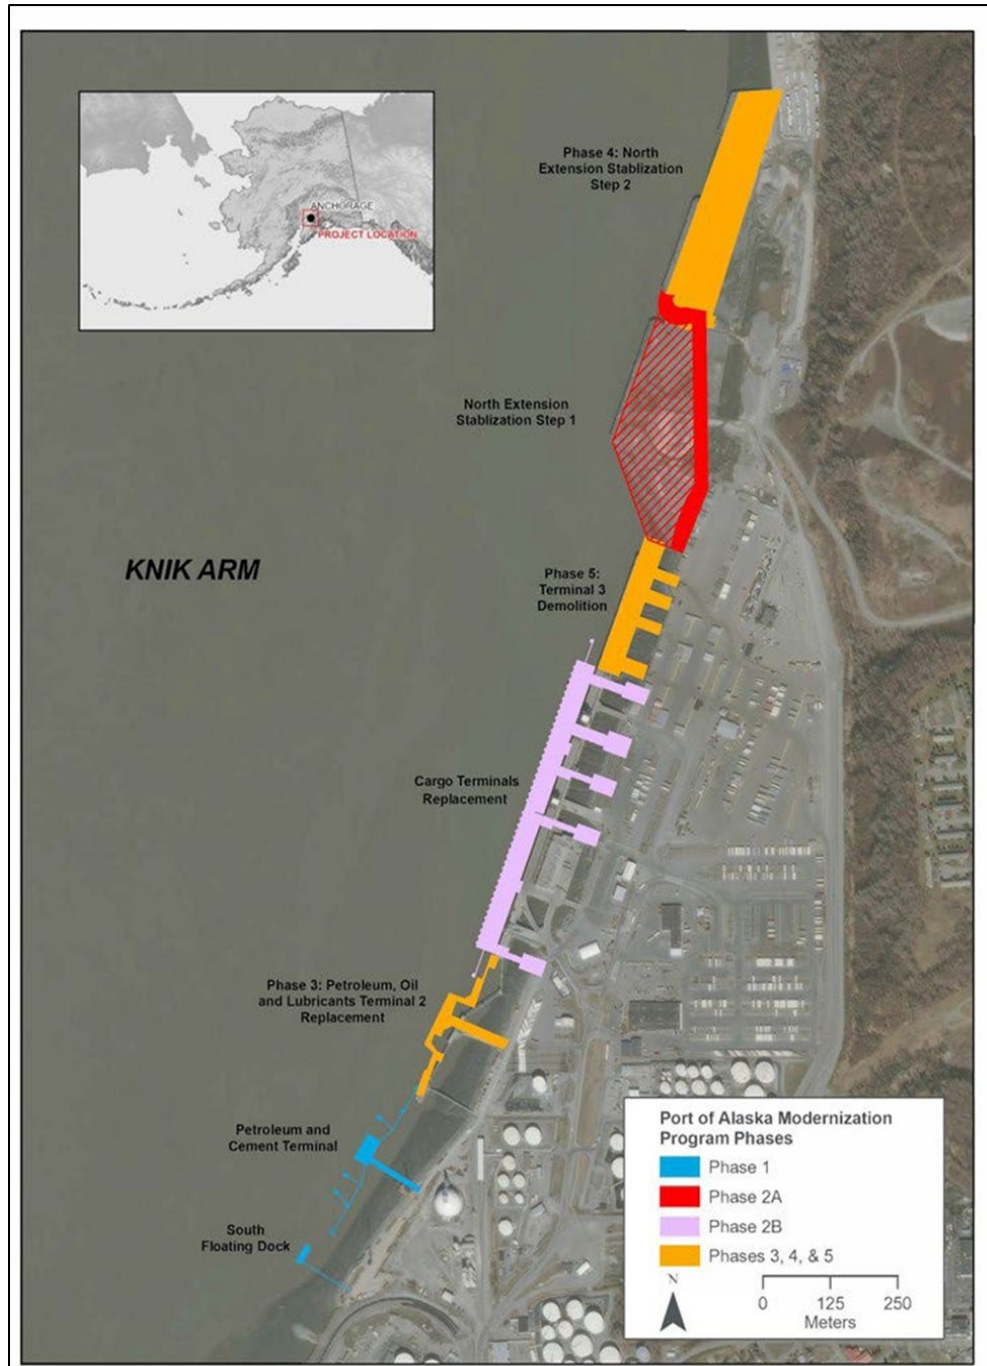 Phase 4: North
Extension Stablization
Step 2
ANCHORAGE
PROJECT LOCATION
North Extension
Stablization Step 1
KNIK ARM
Phase 5:
Terminal 3
Demolition
Cargo Terminals
Replacement
Phase 3: Petroleum, Oil
and Lubricants Terminal 2
Replacement
Petroleum and
Cement Terminal
South
Floating Dock
Port of Alaska Modernization
Program Phases
Phase 1
Phase 2A
Phase 2B
Phases 3, 4, & 5
N
0 125 250
Meters